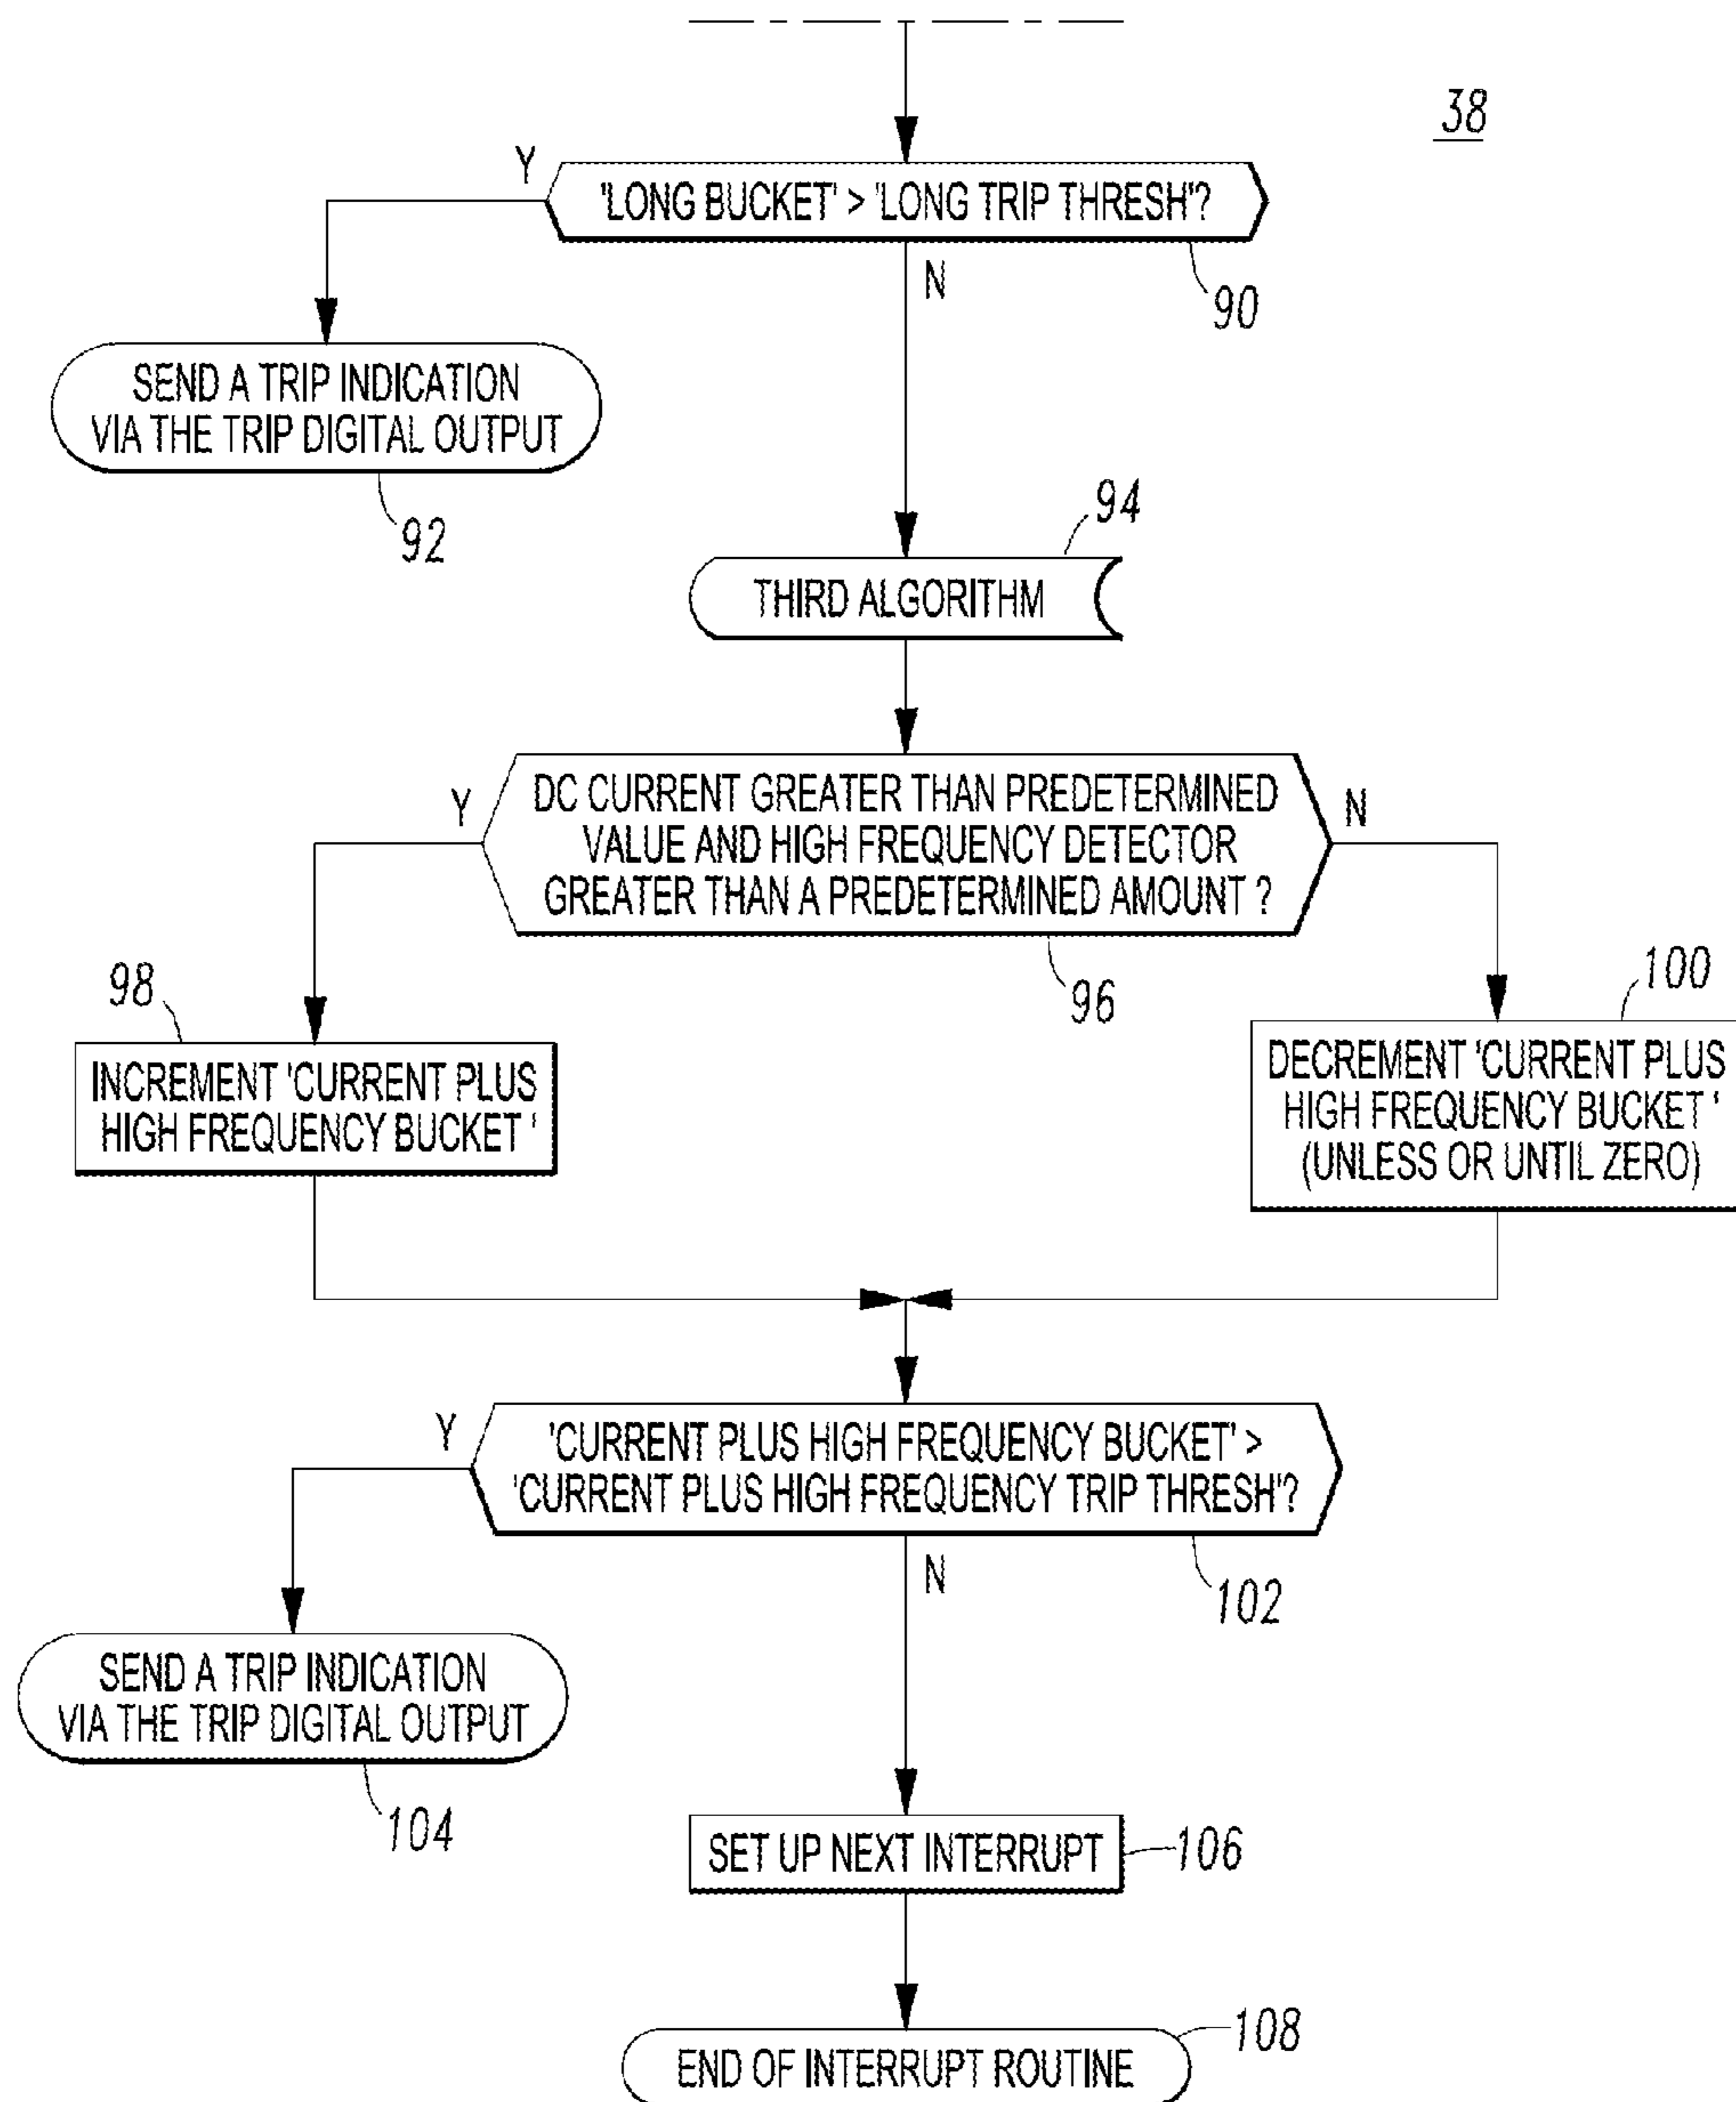 38
Y
'LONG BUCKET' > 'LONG TRIP THRESH'?
N
90
SEND A TRIP INDICATION
VIA THE TRIP DIGITAL OUTPUT
92
94
THIRD ALGORITHM
Y
DC CURRENT GREATER THAN PREDETERMINED
VALUE AND HIGH FREQUENCY DETECTOR
GREATER THAN A PREDETERMINED AMOUNT ?
N
96
98
INCREMENT 'CURRENT PLUS
HIGH FREQUENCY BUCKET '
100
DECREMENT 'CURRENT PLUS
HIGH FREQUENCY BUCKET '
(UNLESS OR UNTIL ZERO)
Y
'CURRENT PLUS HIGH FREQUENCY BUCKET' >
'CURRENT PLUS HIGH FREQUENCY TRIP THRESH'?
N
102
SEND A TRIP INDICATION
VIA THE TRIP DIGITAL OUTPUT
104
SET UP NEXT INTERRUPT
106
108
END OF INTERRUPT ROUTINE